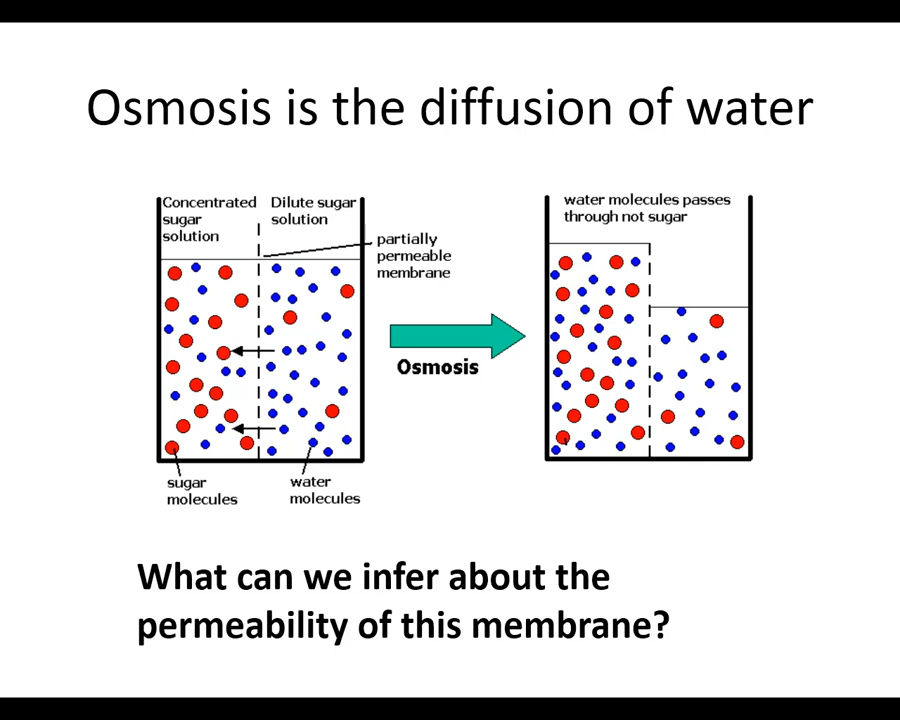 Osmosis is the diffusion of water
Concentrated
sugar
solution
Dilute sugar
solution
partially
permeable
membrane
water molecules passes
through not sugar
Osmosis
sugar
molecules
water
molecules
What can we infer about the
permeability of this membrane?